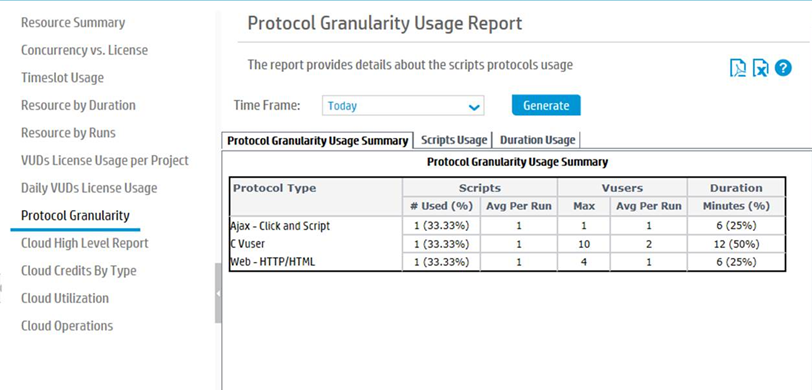 Resource Summary
Concurrency vs. License
Timeslot Usage
Resource by Duration
Resource by Runs
VUDs License Usage per Project
Daily VUDs License Usage
Protocol Granularity
Cloud High Level Report
Cloud Credits By Type
Cloud Utilization
Cloud Operations
Protocol Granularity Usage Report
The report provides details about the scripts protocols usage
Time Frame: Today Generate
Protocol Granularity Usage Summary Scripts Usage Duration Usage
Protocol Granularity Usage Summary
Protocol Type Scripts Vusers Duration
# Used (%) Avg Per Run Max Avg Per Run Minutes (%)
Ajax - Click and Script 1 (33.33%) 1 1 1 6 (25%)
C Vuser 1 (33.33%) 1 10 2 12 (50%)
Web - HTTP/HTML 1 (33.33%) 1 4 1 6 (25%)